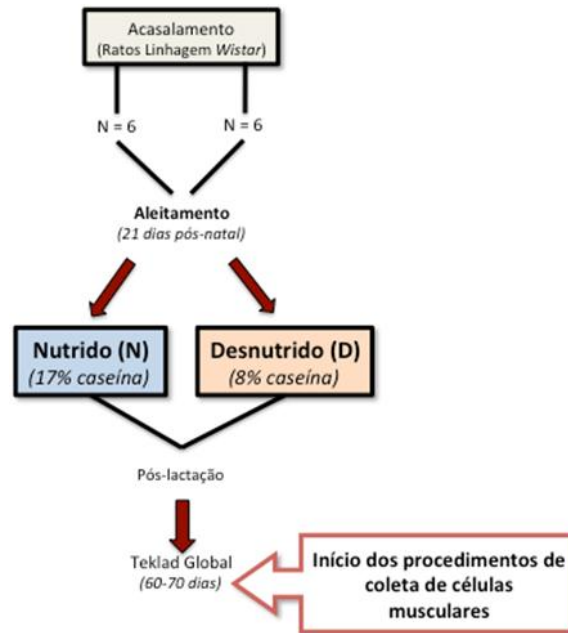 Acasalamento
(Ratos Linhagem Wistar)
N = 6
N = 6
Aleitamento
(21 dias pós-natal)
Nutrido (N)
(17% caseína)
Desnutrido (D)
(8% caseína)
Pós-lactação
Teklad Global
(60-70 dias)
Início dos procedimentos de
coleta de células
musculares